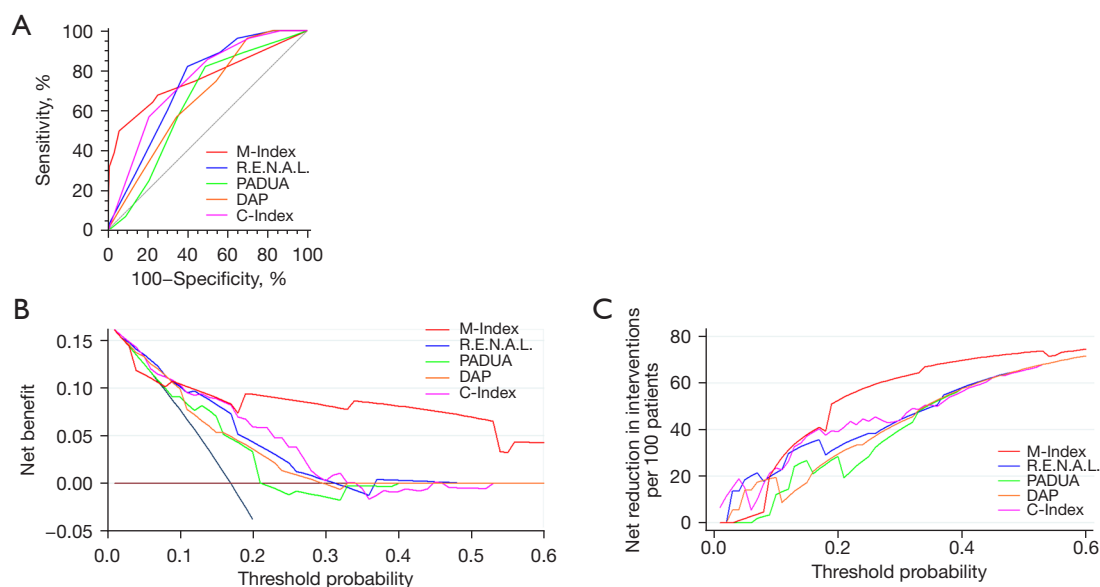 A
100
80
60
40
20
0
Sensitivity, %
M-Index
R.E.N.A.L.
PADUA
DAP
C-Index
0 20 40 60 80 100
100–Specificity, %
B
0.15
0.10
0.05
0.00
−0.05
Net benefit
M-Index
R.E.N.A.L.
PADUA
DAP
C-Index
0.0 0.1 0.2 0.3 0.4 0.5 0.6
Threshold probability
C
80
60
40
20
0
Net reduction in interventions
per 100 patients
M-Index
R.E.N.A.L.
PADUA
DAP
C-Index
0.0 0.2 0.4 0.6
Threshold probability